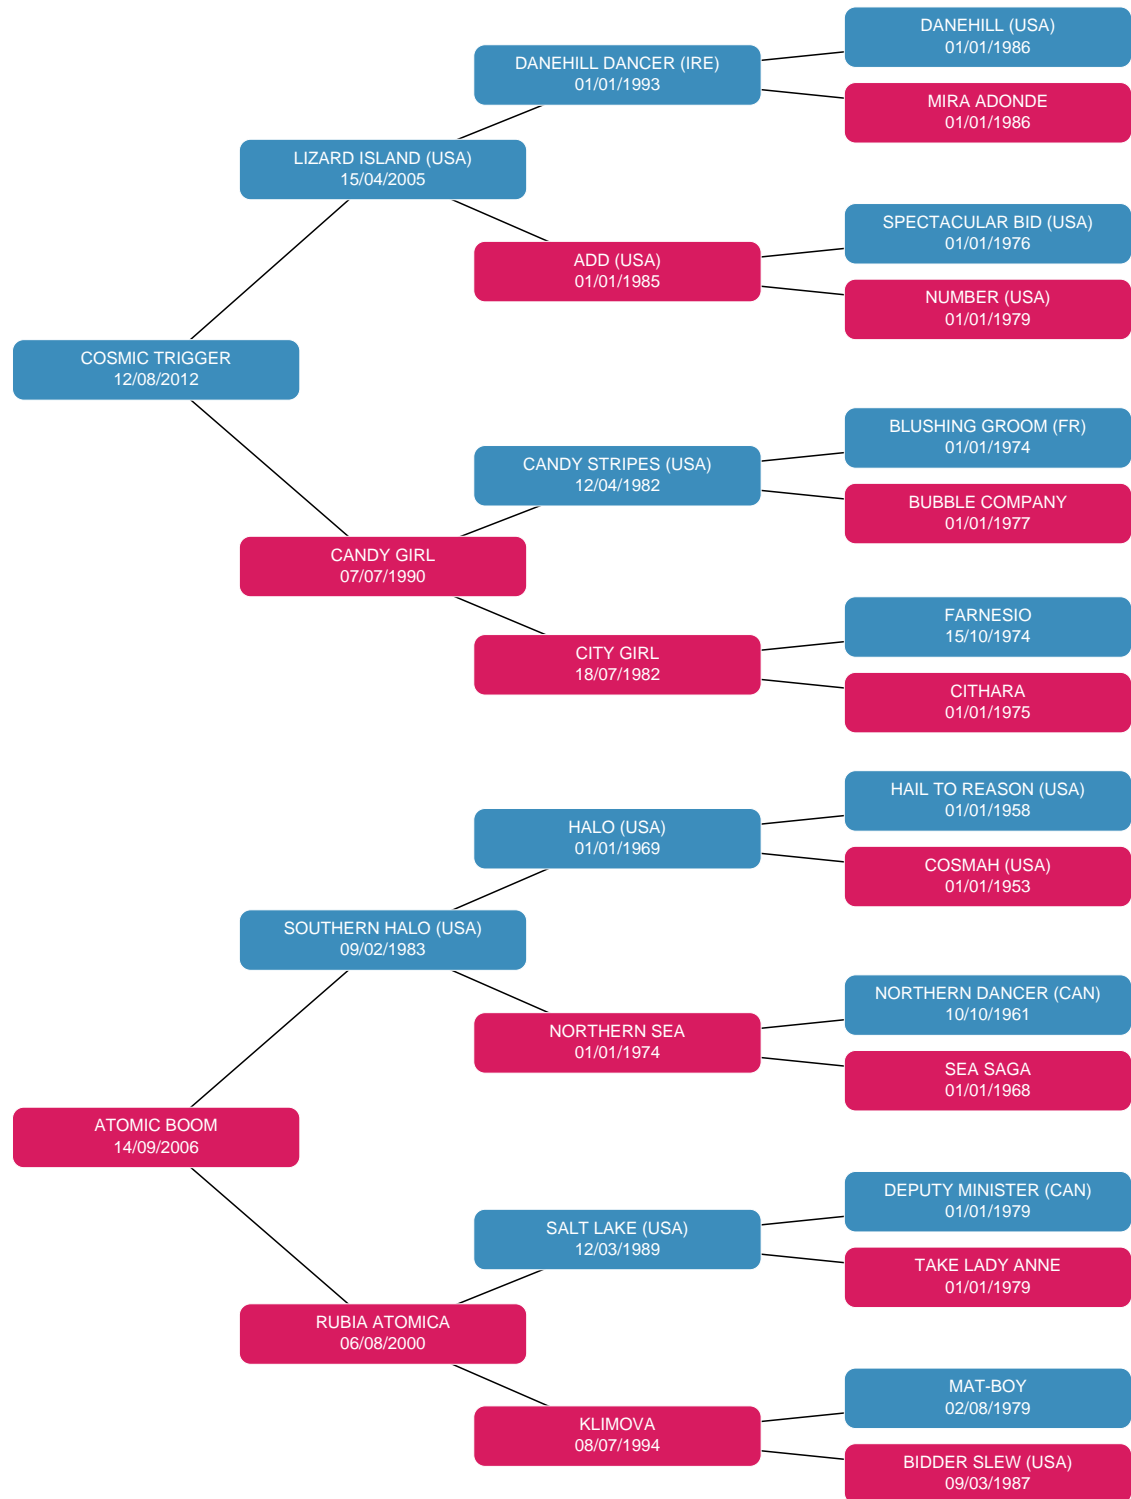 DANEHILL (USA)
01/01/1986
DANEHILL DANCER (IRE)
01/01/1993
MIRA ADONDE
01/01/1986
LIZARD ISLAND (USA)
15/04/2005
SPECTACULAR BID (USA)
01/01/1976
ADD (USA)
01/01/1985
NUMBER (USA)
01/01/1979
COSMIC TRIGGER
12/08/2012
BLUSHING GROOM (FR)
01/01/1974
CANDY STRIPES (USA)
12/04/1982
BUBBLE COMPANY
01/01/1977
CANDY GIRL
07/07/1990
FARNESIO
15/10/1974
CITY GIRL
18/07/1982
CITHARA
01/01/1975
HAIL TO REASON (USA)
01/01/1958
HALO (USA)
01/01/1969
COSMAH (USA)
01/01/1953
SOUTHERN HALO (USA)
09/02/1983
NORTHERN DANCER (CAN)
10/10/1961
NORTHERN SEA
01/01/1974
SEA SAGA
01/01/1968
ATOMIC BOOM
14/09/2006
DEPUTY MINISTER (CAN)
01/01/1979
SALT LAKE (USA)
12/03/1989
TAKE LADY ANNE
01/01/1979
RUBIA ATOMICA
06/08/2000
MAT-BOY
02/08/1979
KLIMOVA
08/07/1994
BIDDER SLEW (USA)
09/03/1987